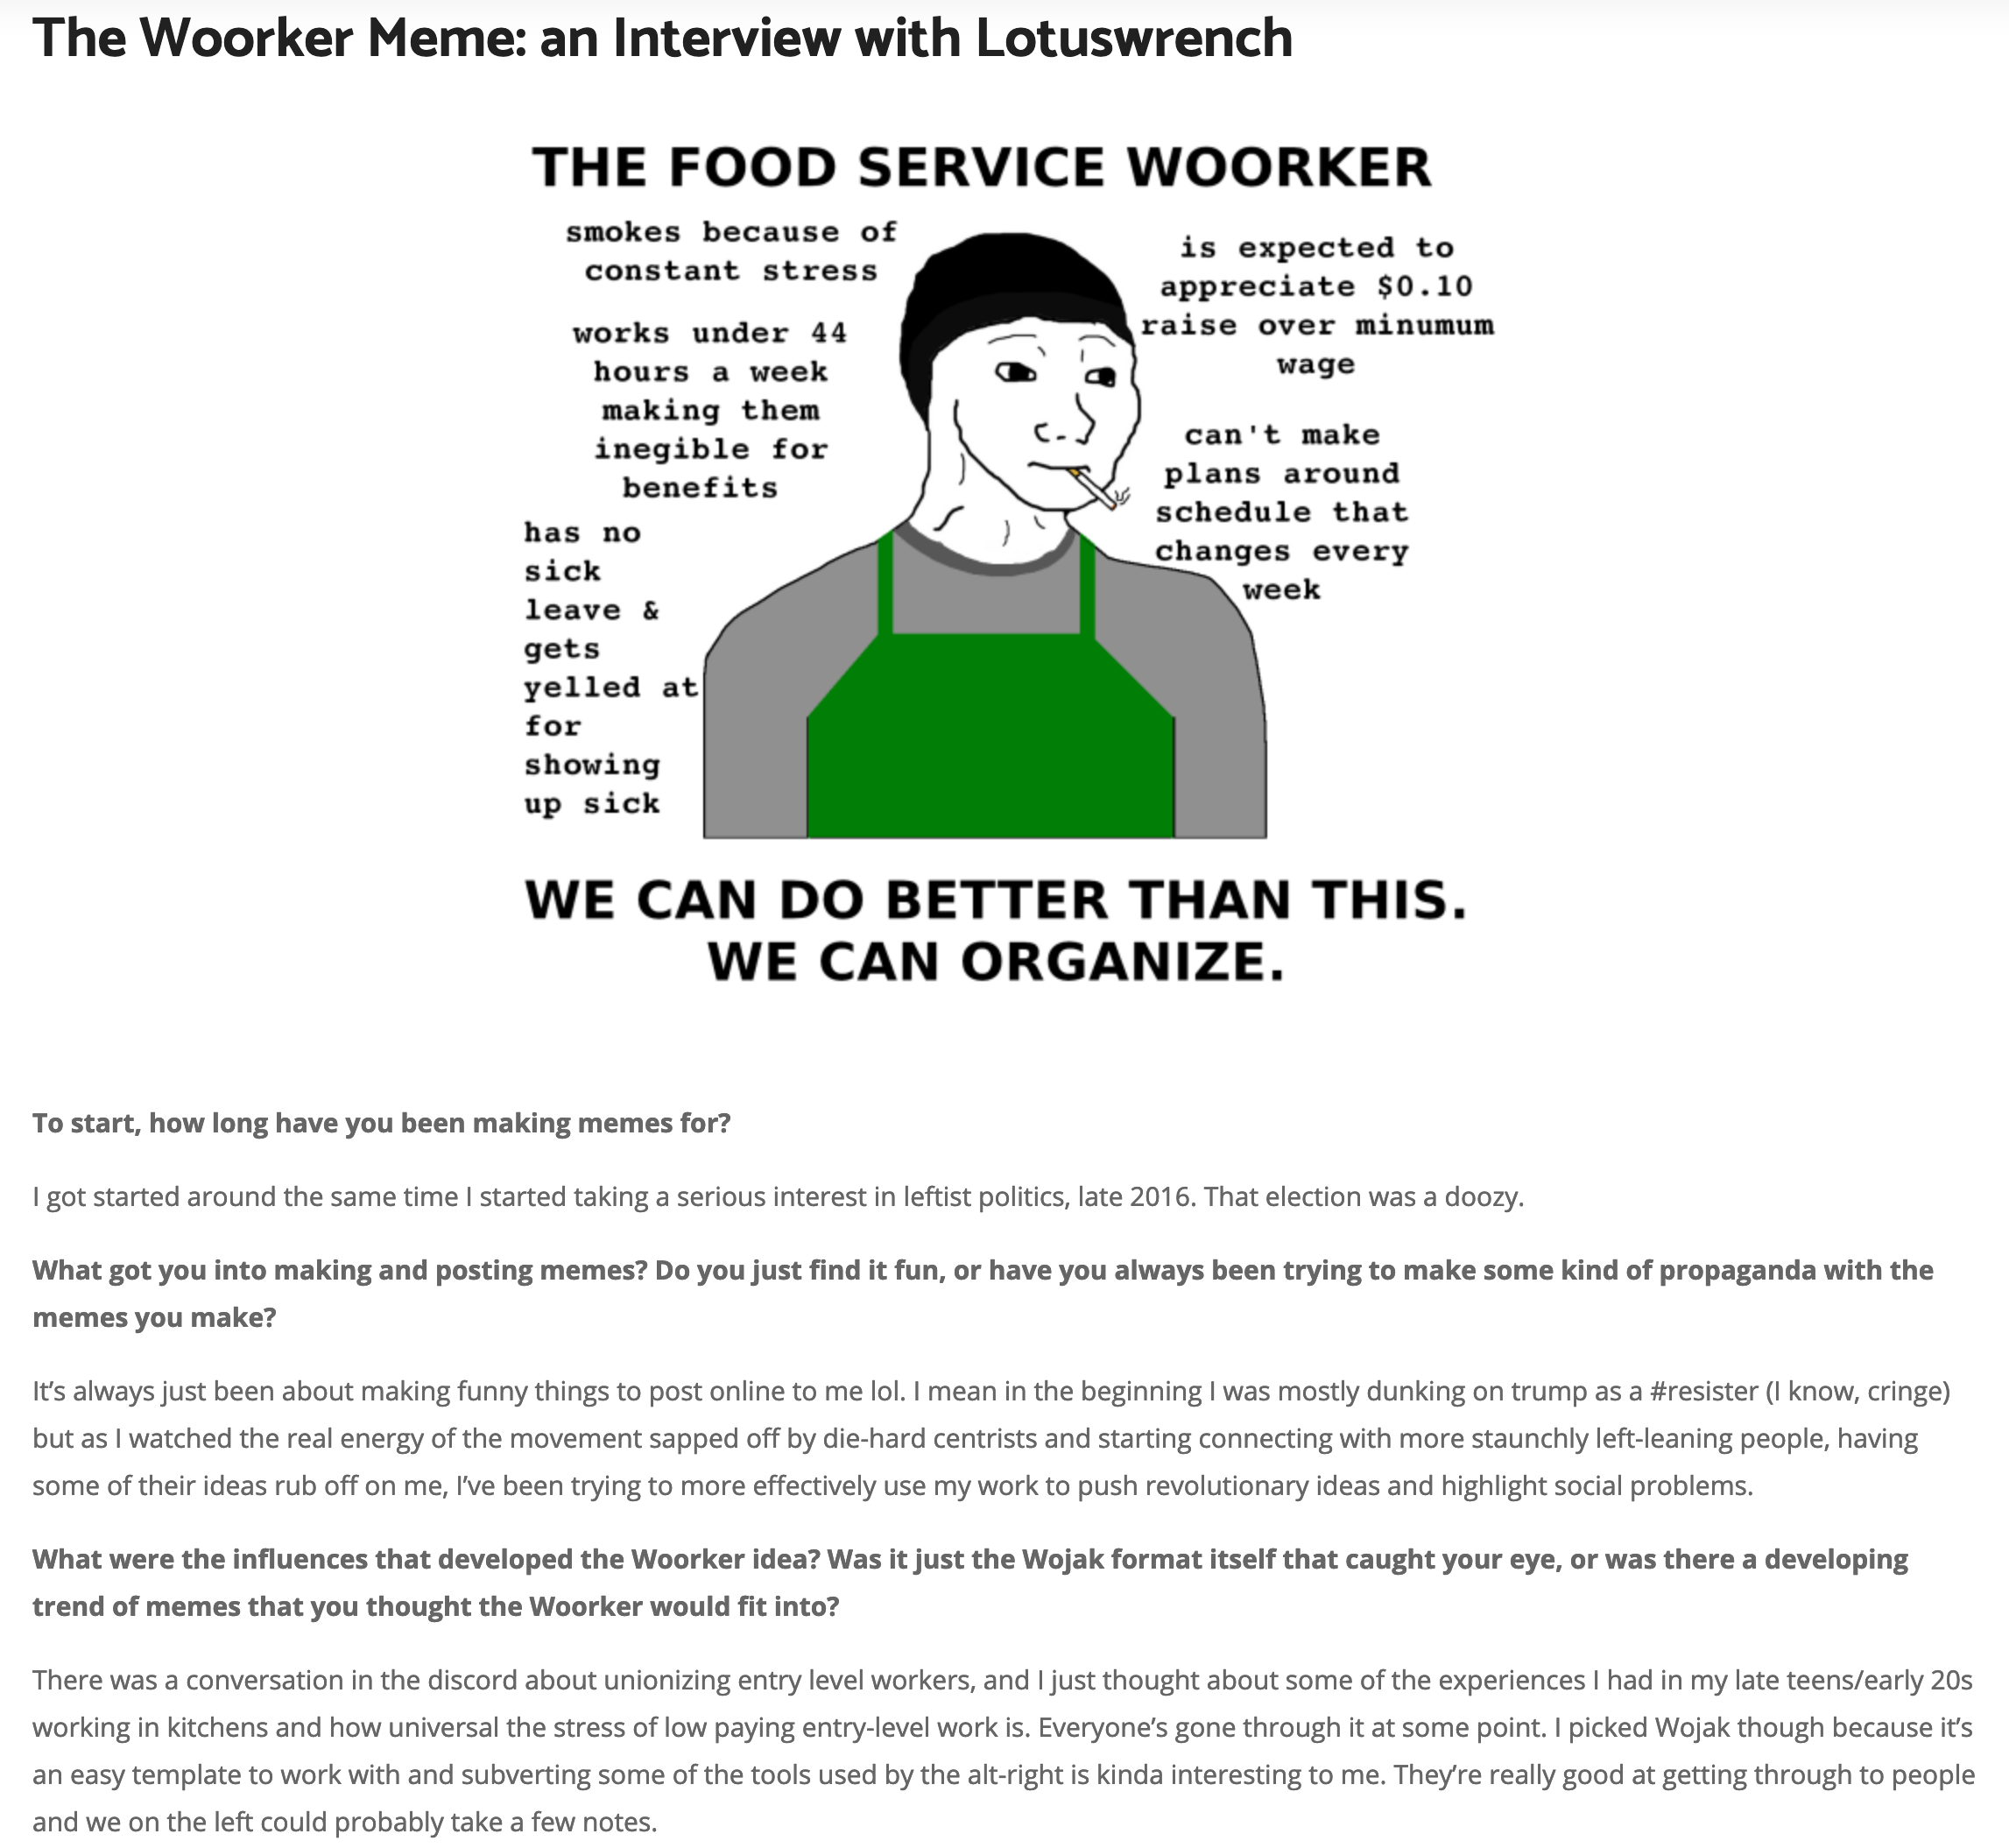 The Woorker Meme: an Interview with Lotuswrench
THE FOOD SERVICE WOORKER
smokes because of
constant stress
works under 44
hours a week
making them
inegible for
benefits
has no
sick
leave &
gets
yelled at
for
showing
up sick
is expected to
appreciate $0.10
raise over minumum
wage
can't make
plans around
schedule that
changes every
week
WE CAN DO BETTER THAN THIS.
WE CAN ORGANIZE.
To start, how long have you been making memes for?
I got started around the same time I started taking a serious interest in leftist politics, late 2016. That election was a doozy.
What got you into making and posting memes? Do you just find it fun, or have you always been trying to make some kind of propaganda with the
memes you make?
It’s always just been about making funny things to post online to me lol. I mean in the beginning I was mostly dunking on trump as a #resister (I know, cringe)
but as I watched the real energy of the movement sapped off by die-hard centrists and starting connecting with more staunchly left-leaning people, having
some of their ideas rub off on me, I’ve been trying to more effectively use my work to push revolutionary ideas and highlight social problems.
What were the influences that developed the Woorker idea? Was it just the Wojak format itself that caught your eye, or was there a developing
trend of memes that you thought the Woorker would fit into?
There was a conversation in the discord about unionizing entry level workers, and I just thought about some of the experiences I had in my late teens/early 20s
working in kitchens and how universal the stress of low paying entry-level work is. Everyone’s gone through it at some point. I picked Wojak though because it’s
an easy template to work with and subverting some of the tools used by the alt-right is kinda interesting to me. They’re really good at getting through to people
and we on the left could probably take a few notes.